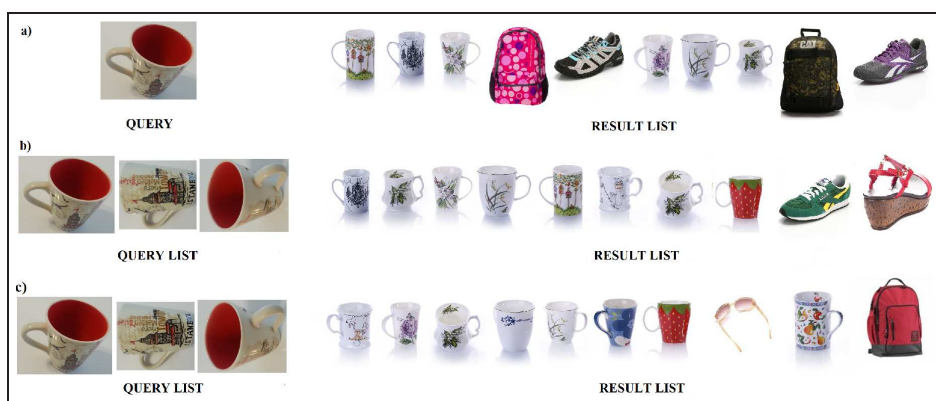 a)
QUERY
RESULT LIST
CAT
b)
QUERY LIST
RESULT LIST
c)
QUERY LIST
RESULT LIST